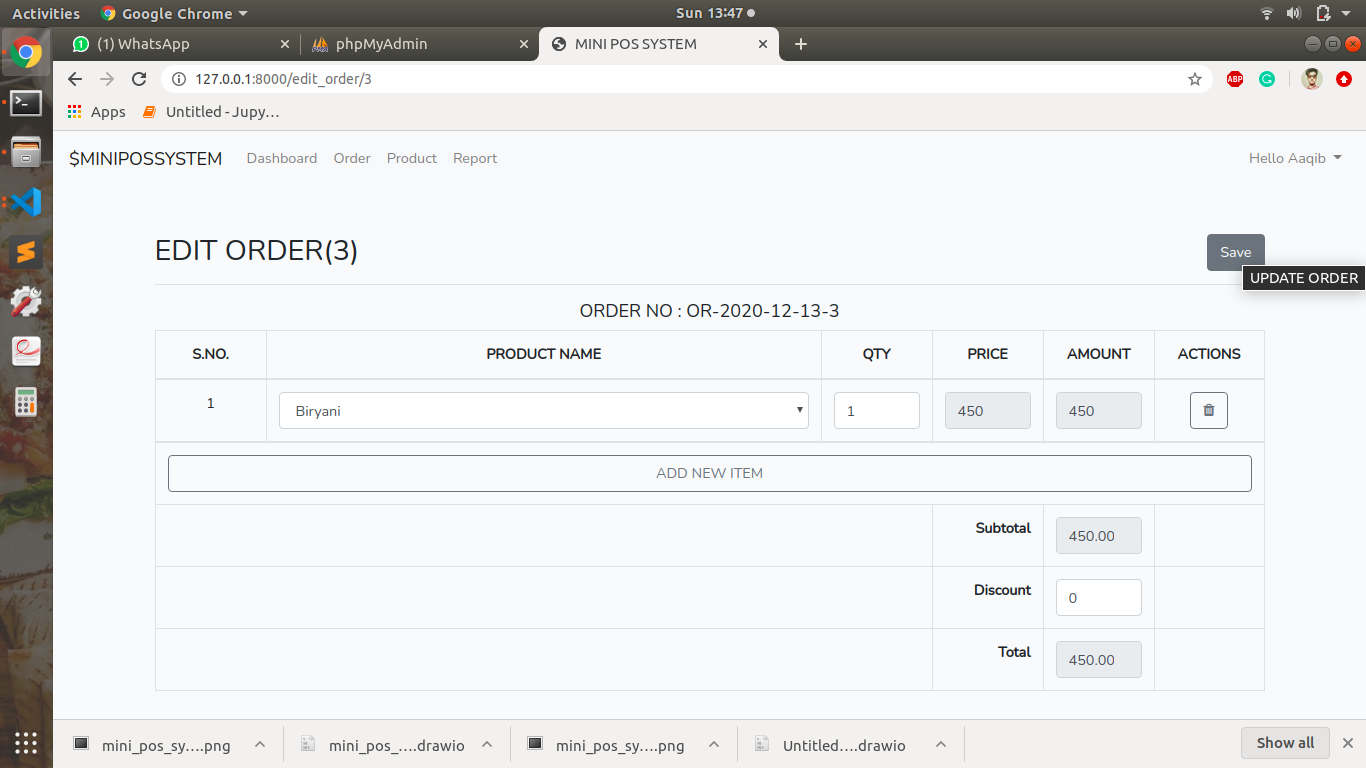 Activities Google Chrome Sun 13:47
(1) WhatsApp phpMyAdmin MINI POS SYSTEM
127.0.0.1:8000/edit_order/3 ABP
Apps Untitled - Jupy…
$MINIPOSSYSTEM Dashboard Order Product Report Hello Aaqib
EDIT ORDER(3) Save
UPDATE ORDER
ORDER NO : OR-2020-12-13-3
S.NO. PRODUCT NAME QTY PRICE AMOUNT ACTIONS
1 Biryani 1 450 450
ADD NEW ITEM
Subtotal 450.00
Discount 0
Total 450.00
mini_pos_sy….png mini_pos_….drawio mini_pos_sy….png Untitled….drawio Show all